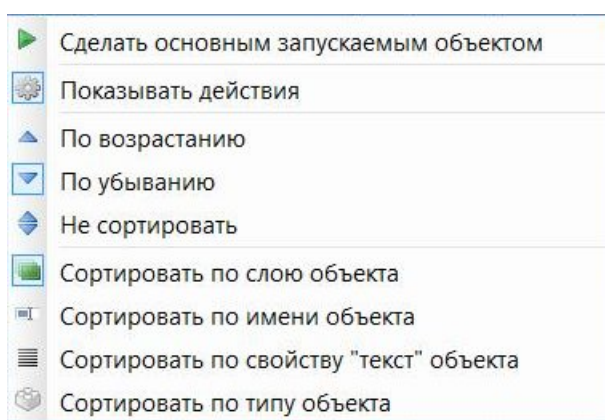 Сделать основным запускаемым объектом
Показывать действия
По возрастанию
По убыванию
Не сортировать
Сортировать по слою объекта
Сортировать по имени объекта
Сортировать по свойству "текст" объекта
Сортировать по типу объекта